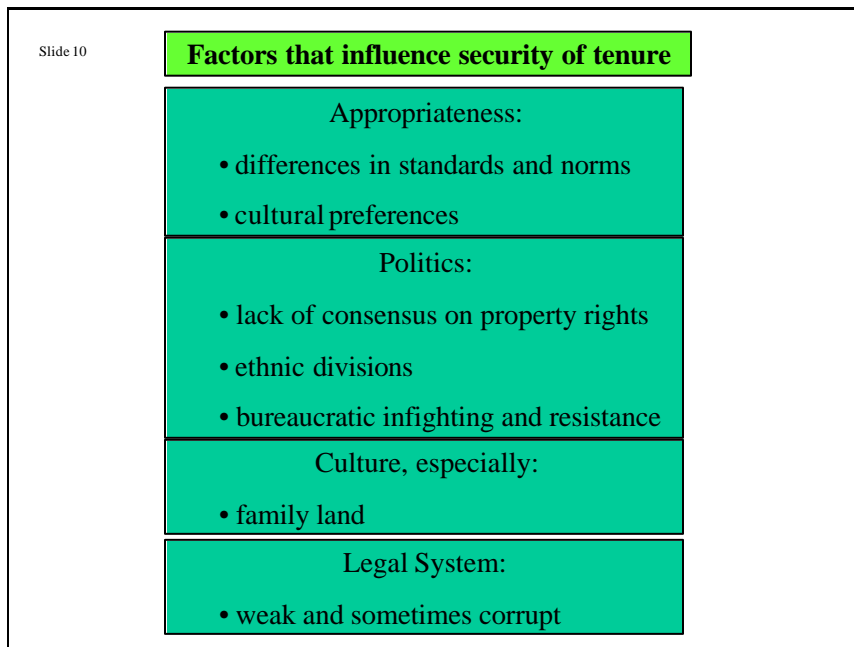 Slide 10
Factors that influence security of tenure
Appropriateness:
• differences in standards and norms
• cultural preferences
Politics:
• lack of consensus on property rights
• ethnic divisions
• bureaucratic infighting and resistance
Culture, especially:
• family land
Legal System:
• weak and sometimes corrupt